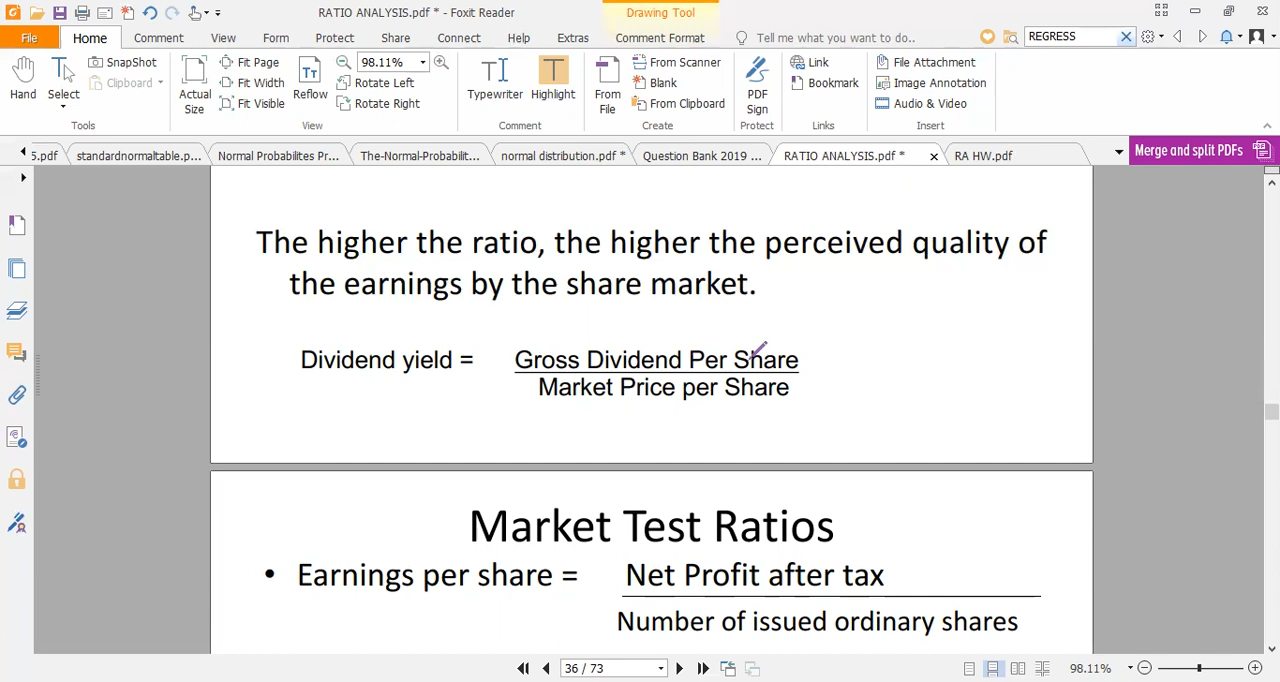 RATIO ANALYSIS.pdf * - Foxit Reader
Drawing Tool
File Home Comment View Form Protect Share Connect Help Extras Comment Format Tell me what you want to do.. REGRESS
SnapShot
Clipboard
Hand Select
Actual Size
Fit Page
Fit Width
Fit Visible
Reflow
98.11%
Rotate Left
Rotate Right
Typewriter Highlight
From File
From Scanner
Blank
From Clipboard
PDF Sign
Link
Bookmark
File Attachment
Image Annotation
Audio & Video
Tools View Comment Create Protect Links Insert
5.pdf standardnormaltable.p... Normal Probabilites Pr... The-Normal-Probabilit... normal distribution.pdf * Question Bank 2019 ... RATIO ANALYSIS.pdf * RA HW.pdf Merge and split PDFs
The higher the ratio, the higher the perceived quality of
the earnings by the share market.
Dividend yield = Gross Dividend Per Share
Market Price per Share
Market Test Ratios
• Earnings per share = Net Profit after tax
Number of issued ordinary shares
36 / 73 98.11%